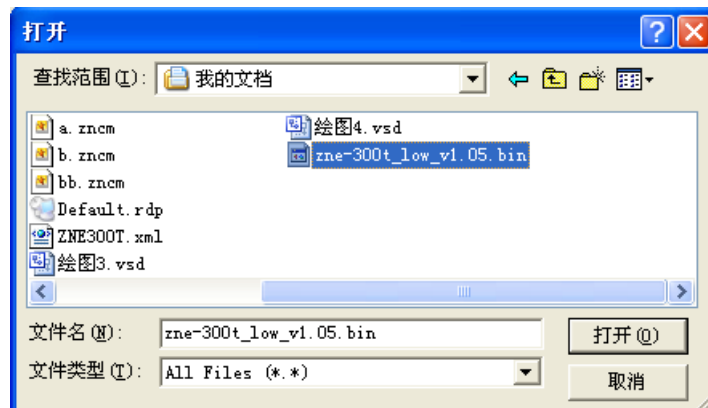 打开
查找范围(I): 我的文档
a.zncm
b.zncm
bb.zncm
Default.rdp
ZNE300T.xml
绘图3.vsd
绘图4.vsd
zne-300t_low_v1.05.bin
文件名(N): zne-300t_low_v1.05.bin 打开(O)
文件类型(T): All Files (*.*) 取消